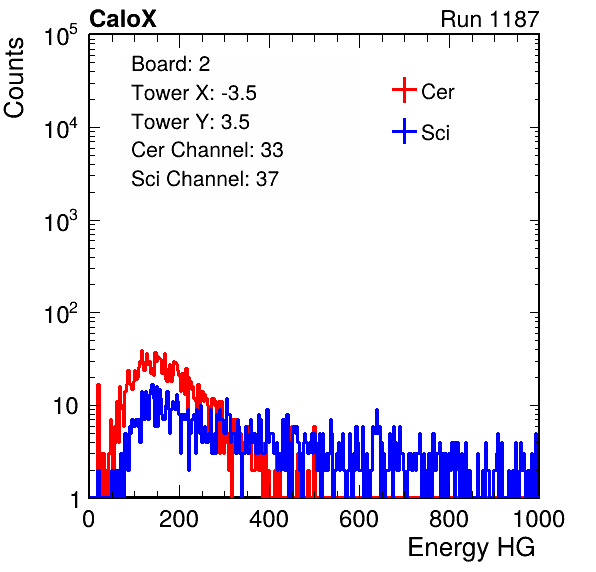 CaloX Run 1187
Counts
Board: 2
Tower X: -3.5
Tower Y: 3.5
Cer Channel: 33
Sci Channel: 37
Cer
Sci
10^5
10^4
10^3
10^2
10
1
0 200 400 600 800 1000
Energy HG